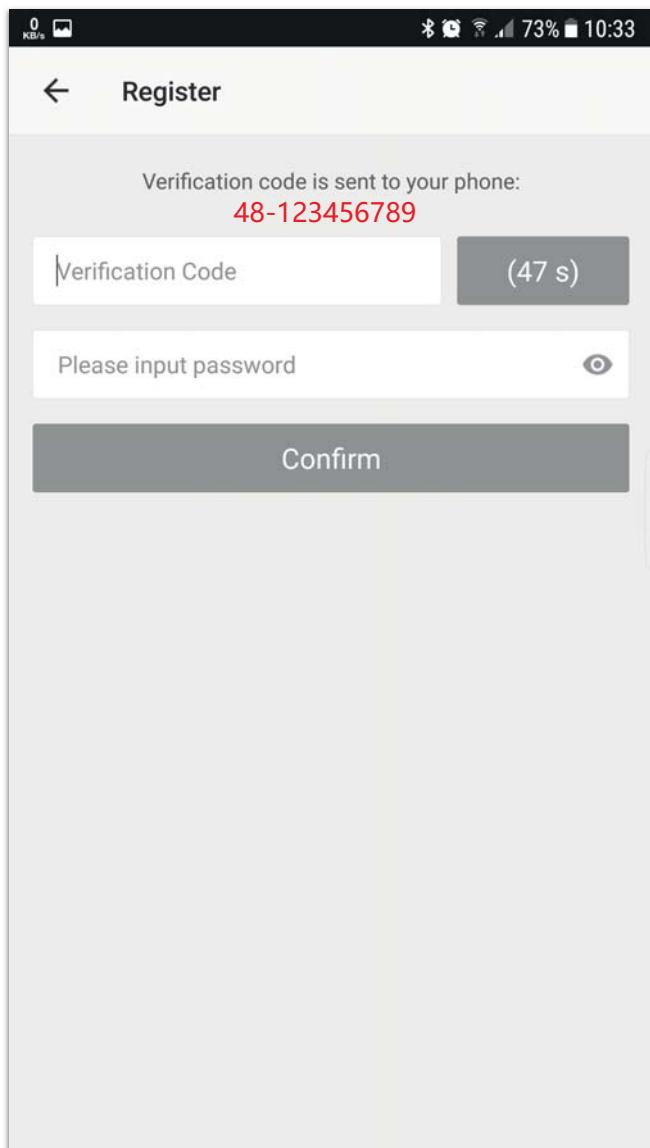 0
KB/s
73% 10:33
Register
Verification code is sent to your phone:
48-123456789
Verification Code
(47 s)
Please input password
Confirm